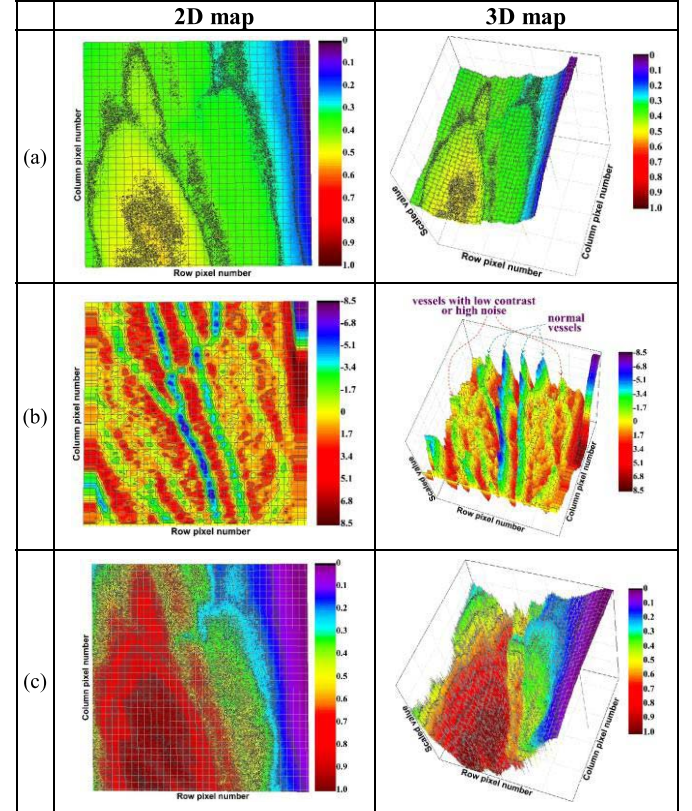 2D map
3D map
(a)
Column pixel number
Row pixel number
0
0.1
0.2
0.3
0.4
0.5
0.6
0.7
0.8
0.9
1.0
Scaled value
Row pixel number
Column pixel number
0
0.1
0.2
0.3
0.4
0.5
0.6
0.7
0.8
0.9
1.0
(b)
Column pixel number
Row pixel number
-8.5
-6.8
-5.1
-3.4
-1.7
0
1.7
3.4
5.1
6.8
8.5
vessels with low contrast
or high noise
normal
vessels
Scaled value
Row pixel number
Column pixel number
-8.5
-6.8
-5.1
-3.4
-1.7
0
1.7
3.4
5.1
6.8
8.5
(c)
Column pixel number
Row pixel number
0
0.1
0.2
0.3
0.4
0.5
0.6
0.7
0.8
0.9
1.0
Scaled value
Row pixel number
Column pixel number
0
0.1
0.2
0.3
0.4
0.5
0.6
0.7
0.8
0.9
1.0